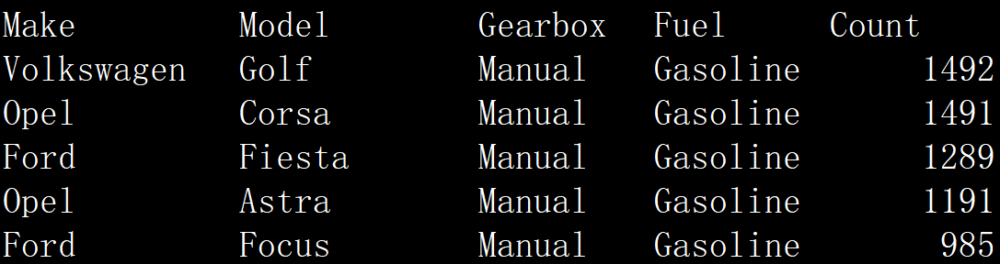 Make Model Gearbox Fuel Count
Volkswagen Golf Manual Gasoline 1492
Opel Corsa Manual Gasoline 1491
Ford Fiesta Manual Gasoline 1289
Opel Astra Manual Gasoline 1191
Ford Focus Manual Gasoline 985